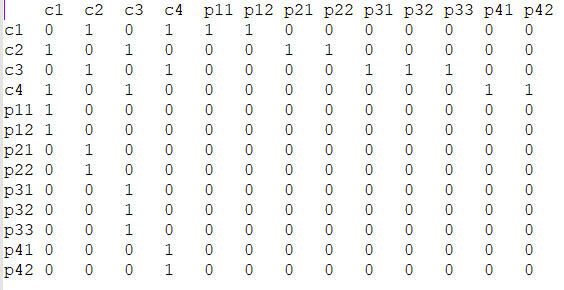 c1 c2 c3 c4 p11 p12 p21 p22 p31 p32 p33 p41 p42
c1 0 1 0 1 1 1 0 0 0 0 0 0 0
c2 1 0 1 0 0 0 1 1 0 0 0 0 0
c3 0 1 0 1 0 0 0 0 1 1 1 0 0
c4 1 0 1 0 0 0 0 0 0 0 0 1 1
p11 1 0 0 0 0 0 0 0 0 0 0 0 0
p12 1 0 0 0 0 0 0 0 0 0 0 0 0
p21 0 1 0 0 0 0 0 0 0 0 0 0 0
p22 0 1 0 0 0 0 0 0 0 0 0 0 0
p31 0 0 1 0 0 0 0 0 0 0 0 0 0
p32 0 0 1 0 0 0 0 0 0 0 0 0 0
p33 0 0 1 0 0 0 0 0 0 0 0 0 0
p41 0 0 0 1 0 0 0 0 0 0 0 0 0
p42 0 0 0 1 0 0 0 0 0 0 0 0 0